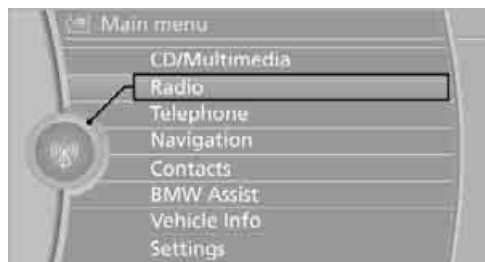 Main menu
CD/Multimedia
Radio
Telephone
Navigation
Contacts
BMW Assist
Vehicle Info
Settings